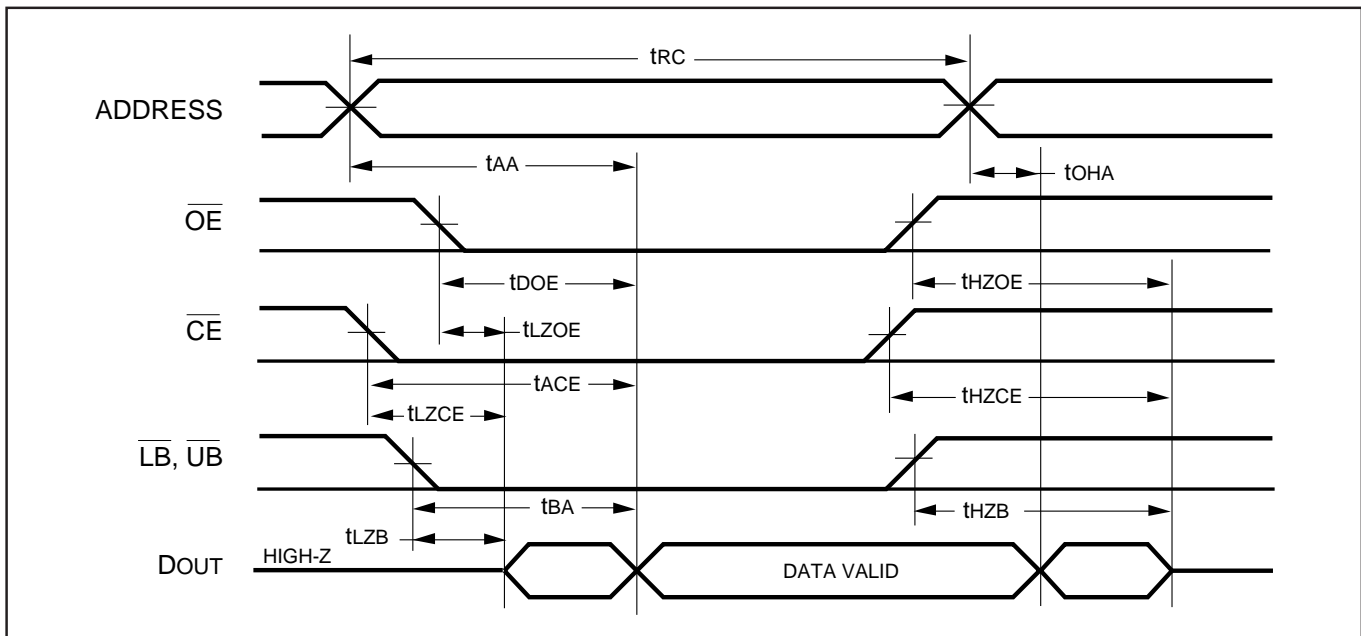 tRC
ADDRESS
tAA
tOHA
OE
tDOE
tHZOE
CE
tLZOE
tACE
tLZCE
tHZCE
LB, UB
tBA
tHZB
tLZB
DOUT
HIGH-Z
DATA VALID